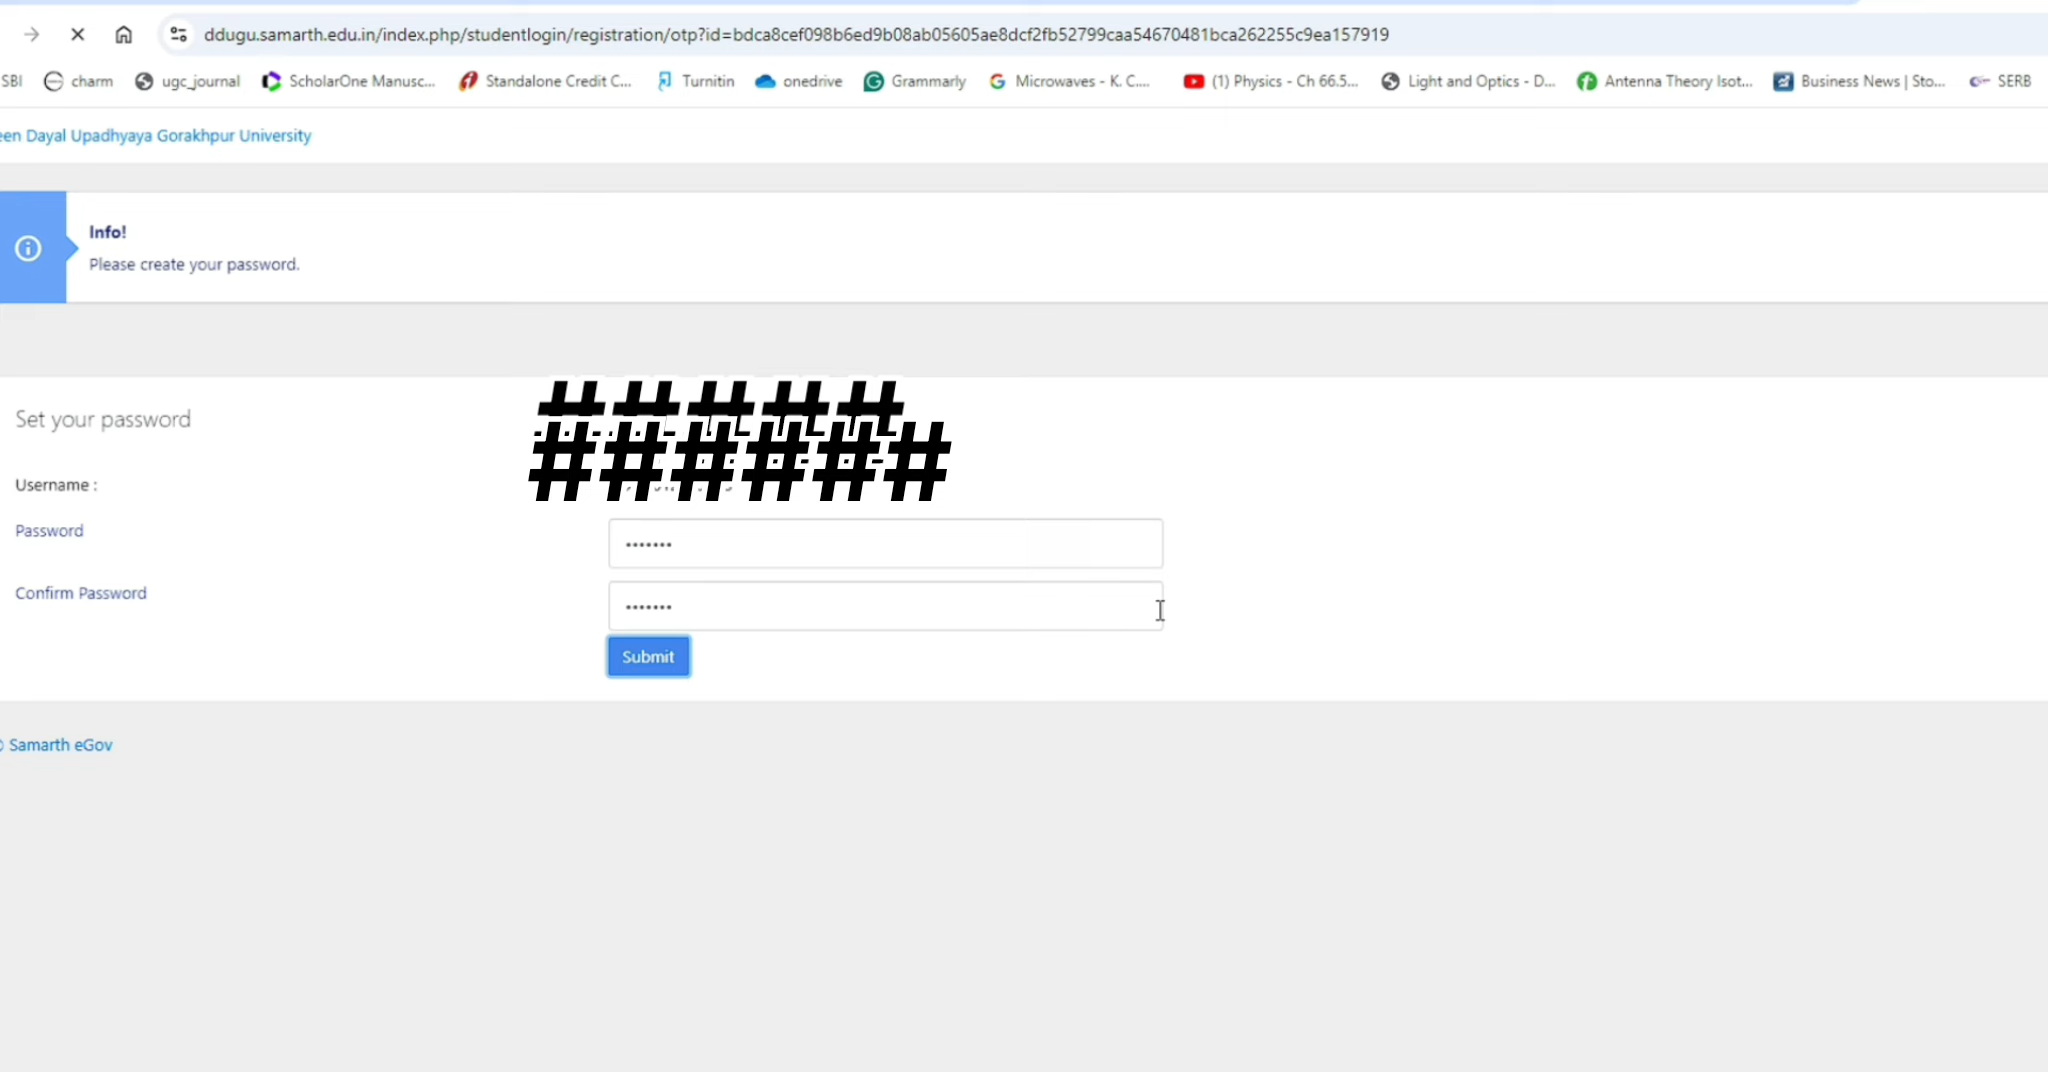 ddugu.samarth.edu.in/index.php/studentlogin/registration/otp?id=bdca8cef098b6ed9b08ab05605ae8dcf2fb52799caa54670481bca262255c9ea157919
SBI charm ugc_journal ScholarOne Manusc... Standalone Credit C... Turnitin onedrive Grammarly Microwaves - K. C.... (1) Physics - Ch 66.5... Light and Optics - D... Antenna Theory Isot... Business News | Sto... SERB
een Dayal Upadhyaya Gorakhpur University
Info!
Please create your password.
#####
Set your password
######
Username :
Password
•••••••
Confirm Password
•••••••
Submit
Samarth eGov